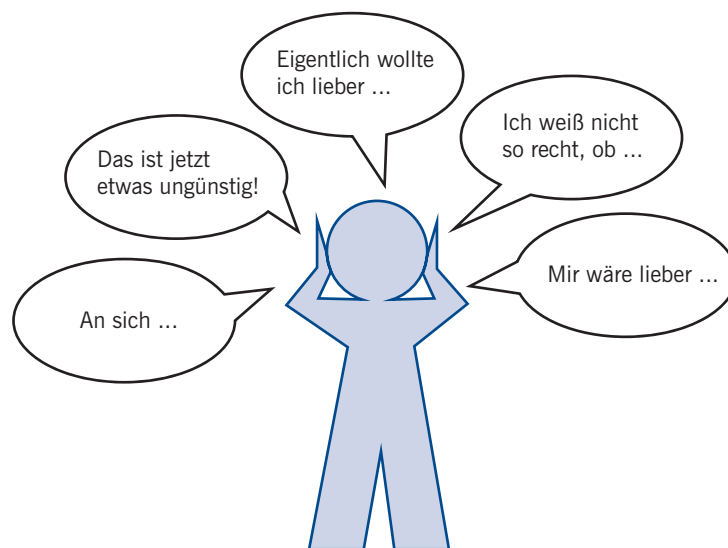 Eigentlich wollte
ich lieber ...
Ich weiß nicht
so recht, ob ...
Das ist jetzt
etwas ungünstig!
Mir wäre lieber ...
An sich ...